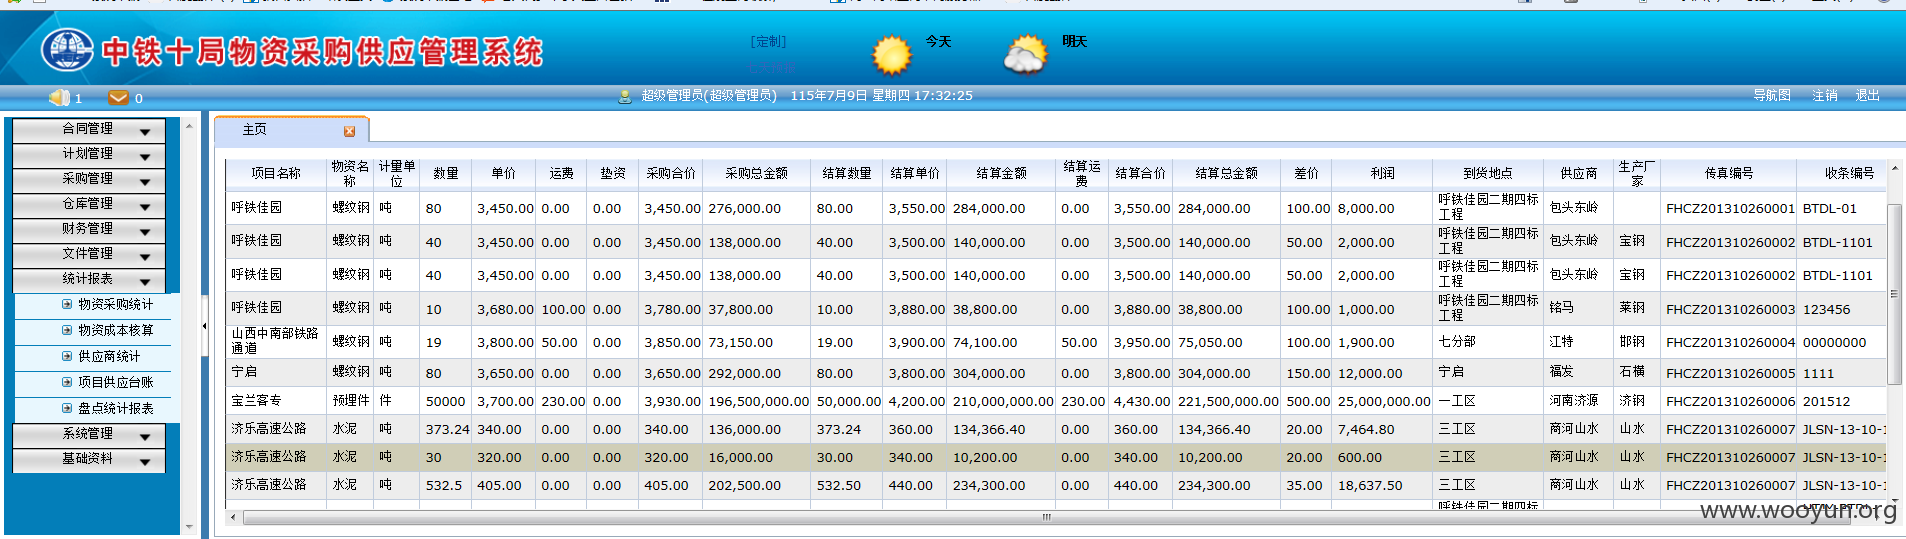 中铁十局物资采购供应管理系统
[定制]
今天
明天
1
0
超级管理员(超级管理员) 115年7月9日 星期四 17:32:25
导航图 注销 退出
合同管理
计划管理
采购管理
仓库管理
财务管理
文件管理
统计报表
物资采购统计
物资成本核算
供应商统计
项目供应台账
盘点统计报表
系统管理
基础资料
主页
项目名称 物资名称 计量单位 数量 单价 运费 垫资 采购合价 采购总金额 结算数量 结算单价 结算金额 结算运费 结算合价 结算总金额 差价 利润 到货地点 供应商 生产厂家 传真编号 收条编号
呼铁佳园 螺纹钢 吨 80 3,450.00 0.00 0.00 3,450.00 276,000.00 80.00 3,550.00 284,000.00 0.00 3,550.00 284,000.00 100.00 8,000.00 呼铁佳园二期四标工程 包头东岭 FHCZ201310260001 BTDL-01
呼铁佳园 螺纹钢 吨 40 3,450.00 0.00 0.00 3,450.00 138,000.00 40.00 3,500.00 140,000.00 0.00 3,500.00 140,000.00 50.00 2,000.00 呼铁佳园二期四标工程 包头东岭 宝钢 FHCZ201310260002 BTDL-1101
呼铁佳园 螺纹钢 吨 40 3,450.00 0.00 0.00 3,450.00 138,000.00 40.00 3,500.00 140,000.00 0.00 3,500.00 140,000.00 50.00 2,000.00 呼铁佳园二期四标工程 包头东岭 宝钢 FHCZ201310260002 BTDL-1101
呼铁佳园 螺纹钢 吨 10 3,680.00 100.00 0.00 3,780.00 37,800.00 10.00 3,880.00 38,800.00 0.00 3,880.00 38,800.00 100.00 1,000.00 呼铁佳园二期四标工程 铭马 莱钢 FHCZ201310260003 123456
山西中南部铁路通道 螺纹钢 吨 19 3,800.00 50.00 0.00 3,850.00 73,150.00 19.00 3,900.00 74,100.00 50.00 3,950.00 75,050.00 100.00 1,900.00 七分部 江特 邯钢 FHCZ201310260004 00000000
宁启 螺纹钢 吨 80 3,650.00 0.00 0.00 3,650.00 292,000.00 80.00 3,800.00 304,000.00 0.00 3,800.00 304,000.00 150.00 12,000.00 宁启 福发 石横 FHCZ201310260005 1111
宝兰客专 预埋件 件 50000 3,700.00 230.00 0.00 3,930.00 196,500,000.00 50,000.00 4,200.00 210,000,000.00 230.00 4,430.00 221,500,000.00 500.00 25,000,000.00 一工区 河南济源 济钢 FHCZ201310260006 201512
济乐高速公路 水泥 吨 373.24 340.00 0.00 0.00 340.00 136,000.00 373.24 360.00 134,366.40 0.00 360.00 134,366.40 20.00 7,464.80 三工区 商河山水 山水 FHCZ201310260007 JLSN-13-10-1
济乐高速公路 水泥 吨 30 320.00 0.00 0.00 320.00 16,000.00 30.00 340.00 10,200.00 0.00 340.00 10,200.00 20.00 600.00 三工区 商河山水 山水 FHCZ201310260007 JLSN-13-10-1
济乐高速公路 水泥 吨 532.5 405.00 0.00 0.00 405.00 202,500.00 532.50 440.00 234,300.00 0.00 440.00 234,300.00 35.00 18,637.50 三工区 商河山水 山水 FHCZ201310260007 JLSN-13-10-1
呼铁佳园二期四标
www.wooyun.org